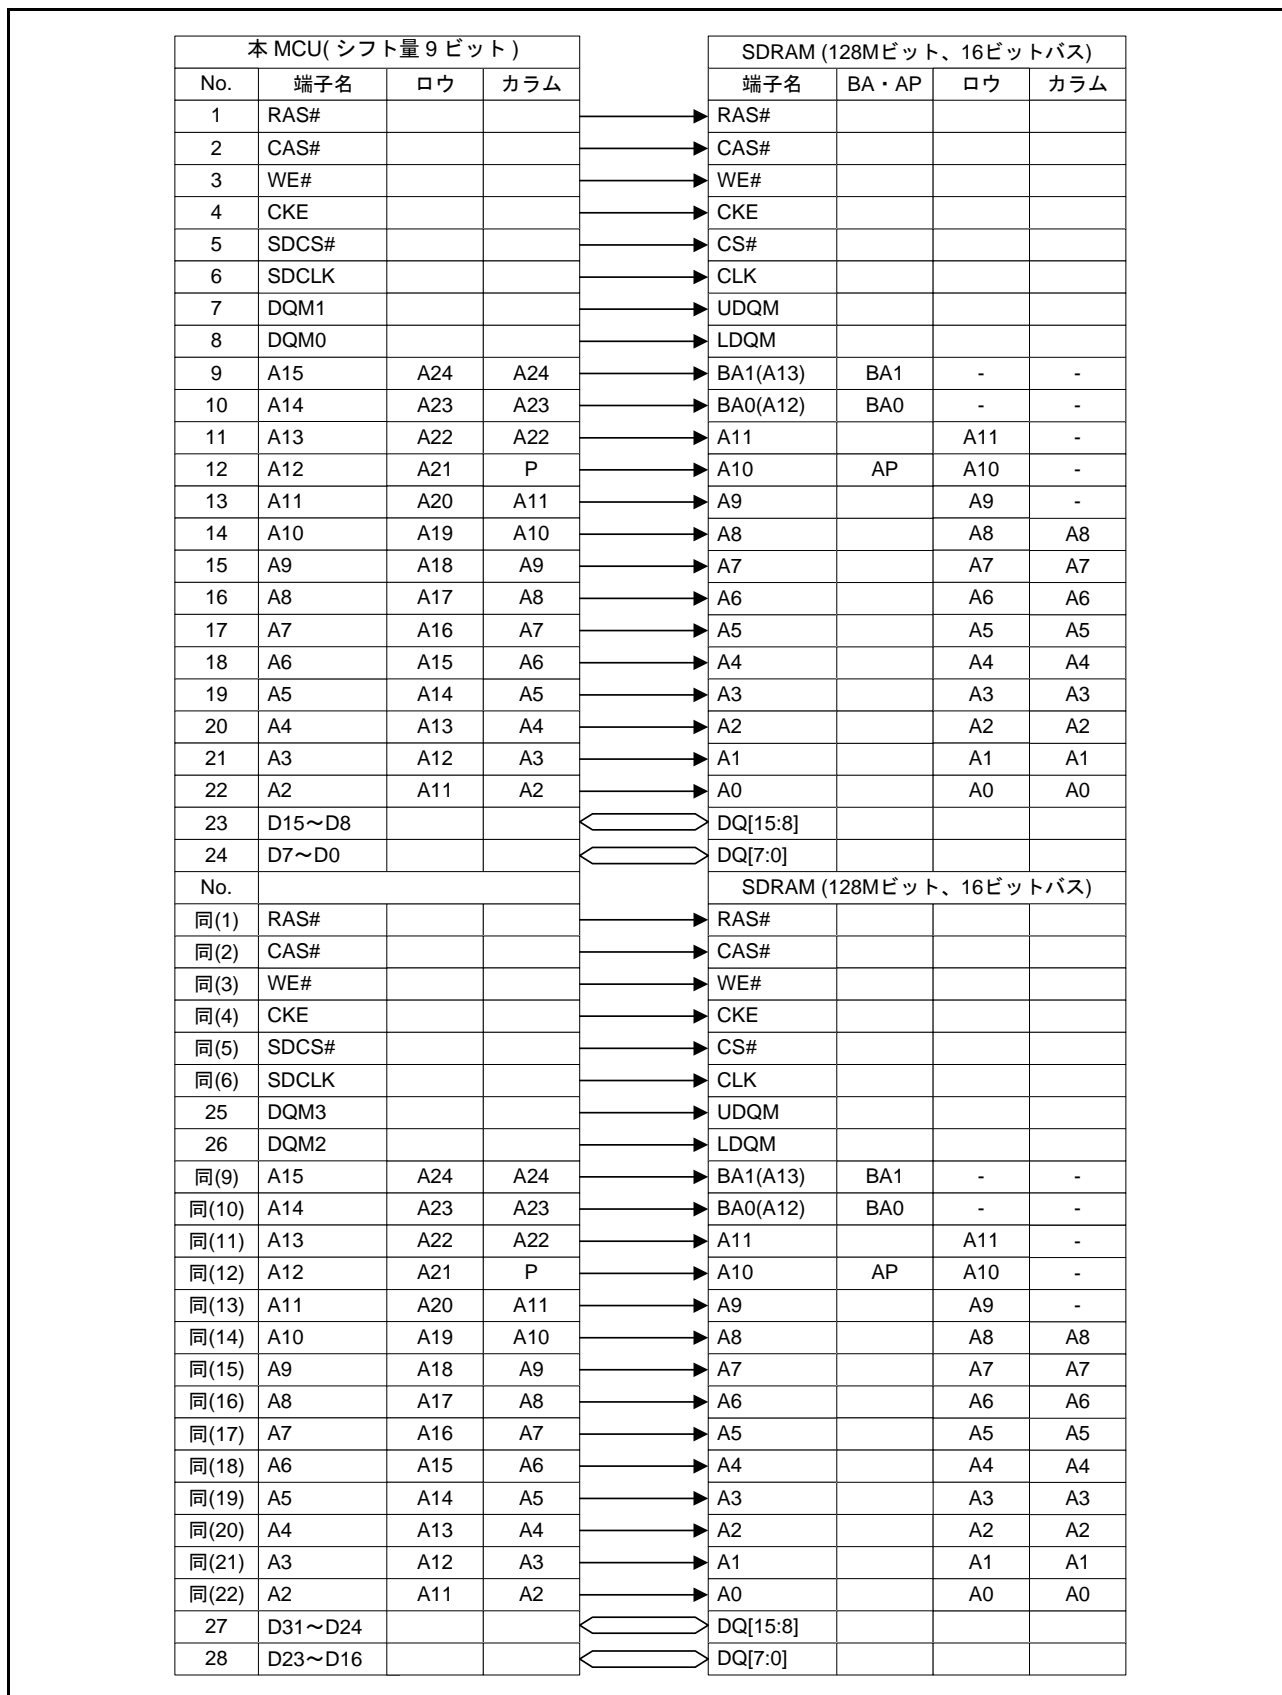 本 MCU( シフト量 9 ビット ) SDRAM (128Mビット、16ビットバス)
No. 端子名 ロウ カラム 端子名 BA・AP ロウ カラム
1 RAS# RAS#
2 CAS# CAS#
3 WE# WE#
4 CKE CKE
5 SDCS# CS#
6 SDCLK CLK
7 DQM1 UDQM
8 DQM0 LDQM
9 A15 A24 A24 BA1(A13) BA1 - -
10 A14 A23 A23 BA0(A12) BA0 - -
11 A13 A22 A22 A11 A11 -
12 A12 A21 P A10 AP A10 -
13 A11 A20 A11 A9 A9 -
14 A10 A19 A10 A8 A8 A8
15 A9 A18 A9 A7 A7 A7
16 A8 A17 A8 A6 A6 A6
17 A7 A16 A7 A5 A5 A5
18 A6 A15 A6 A4 A4 A4
19 A5 A14 A5 A3 A3 A3
20 A4 A13 A4 A2 A2 A2
21 A3 A12 A3 A1 A1 A1
22 A2 A11 A2 A0 A0 A0
23 D15～D8 DQ[15:8]
24 D7～D0 DQ[7:0]
No. SDRAM (128Mビット、16ビットバス)
同(1) RAS# RAS#
同(2) CAS# CAS#
同(3) WE# WE#
同(4) CKE CKE
同(5) SDCS# CS#
同(6) SDCLK CLK
25 DQM3 UDQM
26 DQM2 LDQM
同(9) A15 A24 A24 BA1(A13) BA1 - -
同(10) A14 A23 A23 BA0(A12) BA0 - -
同(11) A13 A22 A22 A11 A11 -
同(12) A12 A21 P A10 AP A10 -
同(13) A11 A20 A11 A9 A9 -
同(14) A10 A19 A10 A8 A8 A8
同(15) A9 A18 A9 A7 A7 A7
同(16) A8 A17 A8 A6 A6 A6
同(17) A7 A16 A7 A5 A5 A5
同(18) A6 A15 A6 A4 A4 A4
同(19) A5 A14 A5 A3 A3 A3
同(20) A4 A13 A4 A2 A2 A2
同(21) A3 A12 A3 A1 A1 A1
同(22) A2 A11 A2 A0 A0 A0
27 D31～D24 DQ[15:8]
28 D23～D16 DQ[7:0]